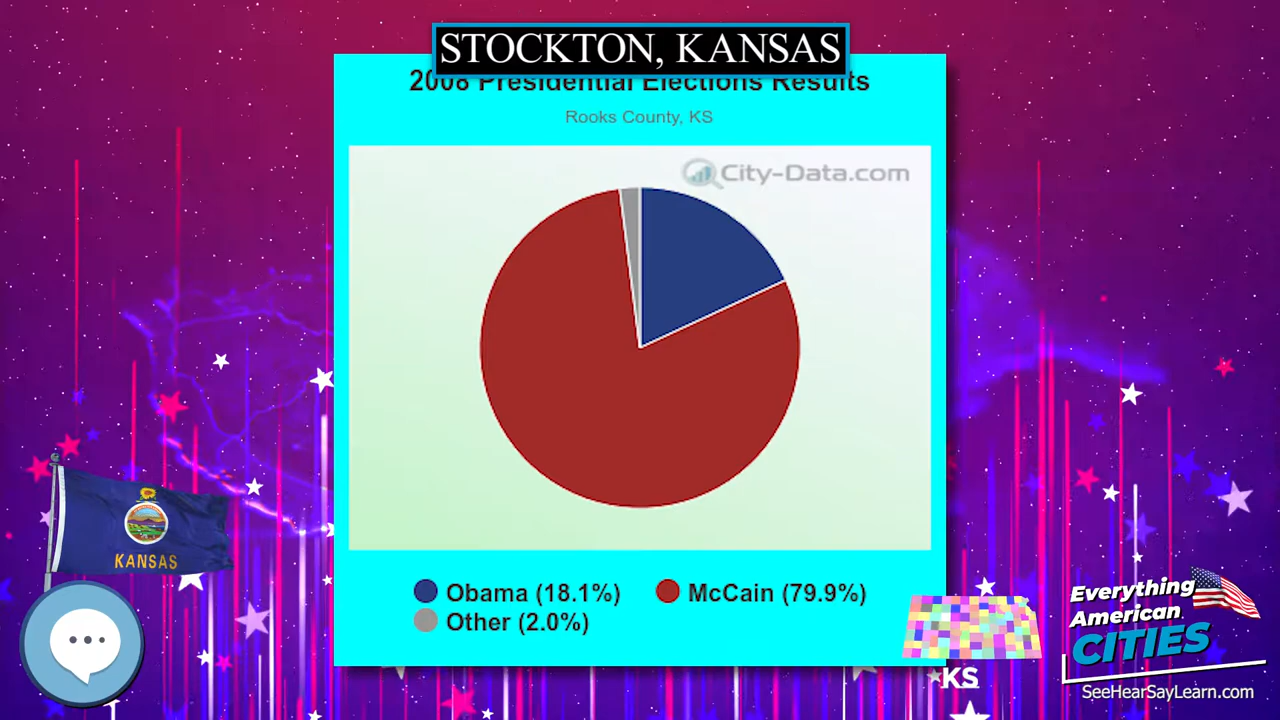 STOCKTON, KANSAS
2008 Presidential Elections Results
Rooks County, KS
City-Data.com
Obama (18.1%)
McCain (79.9%)
Other (2.0%)
KANSAS
KS
Everything
American
CITIES
SeeHearSayLearn.com